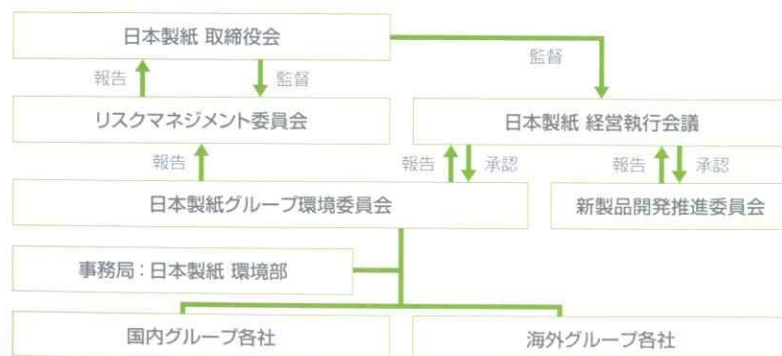 日本製紙 取締役会
監督
報告
監督
リスクマネジメント委員会
日本製紙 経営執行会議
報告
報告
承認
報告
承認
日本製紙グループ環境委員会
新製品開発推進委員会
事務局：日本製紙 環境部
国内グループ各社
海外グループ各社